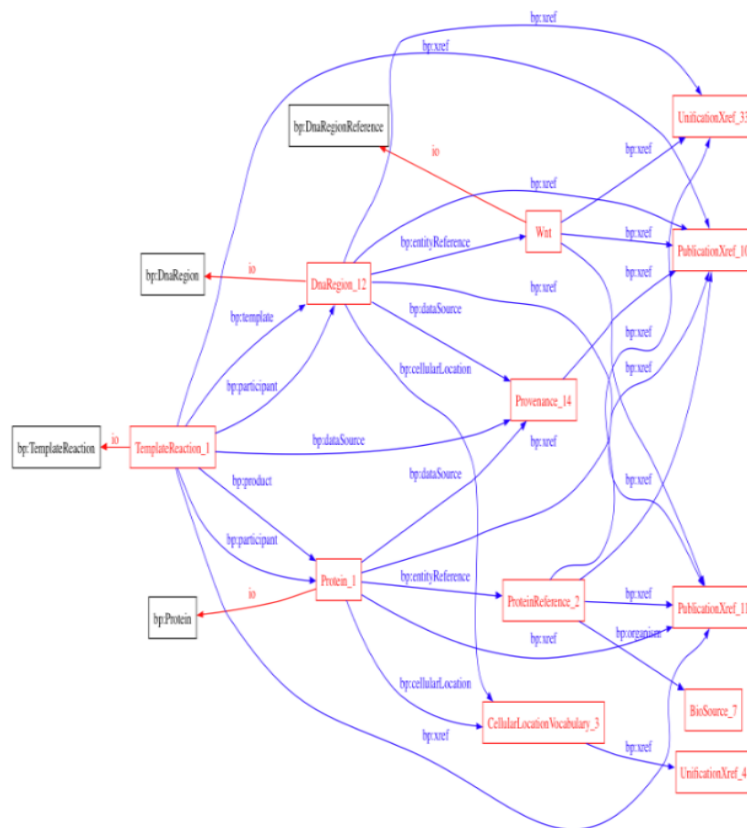 bp:xref
bp:xref
UnificationXref_33
bp:DnaRegionReference
io
bp:xref
bp:xref
Wnt
bp:xref
PublicationXref_10
bp:entityReference
bp:DnaRegion
io
DnaRegion_12
bp:xref
bp:xref
bp:template
bp:dataSource
bp:xref
bp:cellularLocation
bp:xref
bp:participant
Provenance_14
bp:TemplateReaction
io
TemplateReaction_1
bp:dataSource
bp:xref
bp:product
bp:dataSource
bp:xref
bp:participant
Protein_1
bp:entityReference
ProteinReference_2
bp:xref
PublicationXref_11
io
bp:Protein
bp:xref
bp:organism
bp:cellularLocation
CellularLocationVocabulary_3
BioSource_7
bp:xref
bp:xref
UnificationXref_4